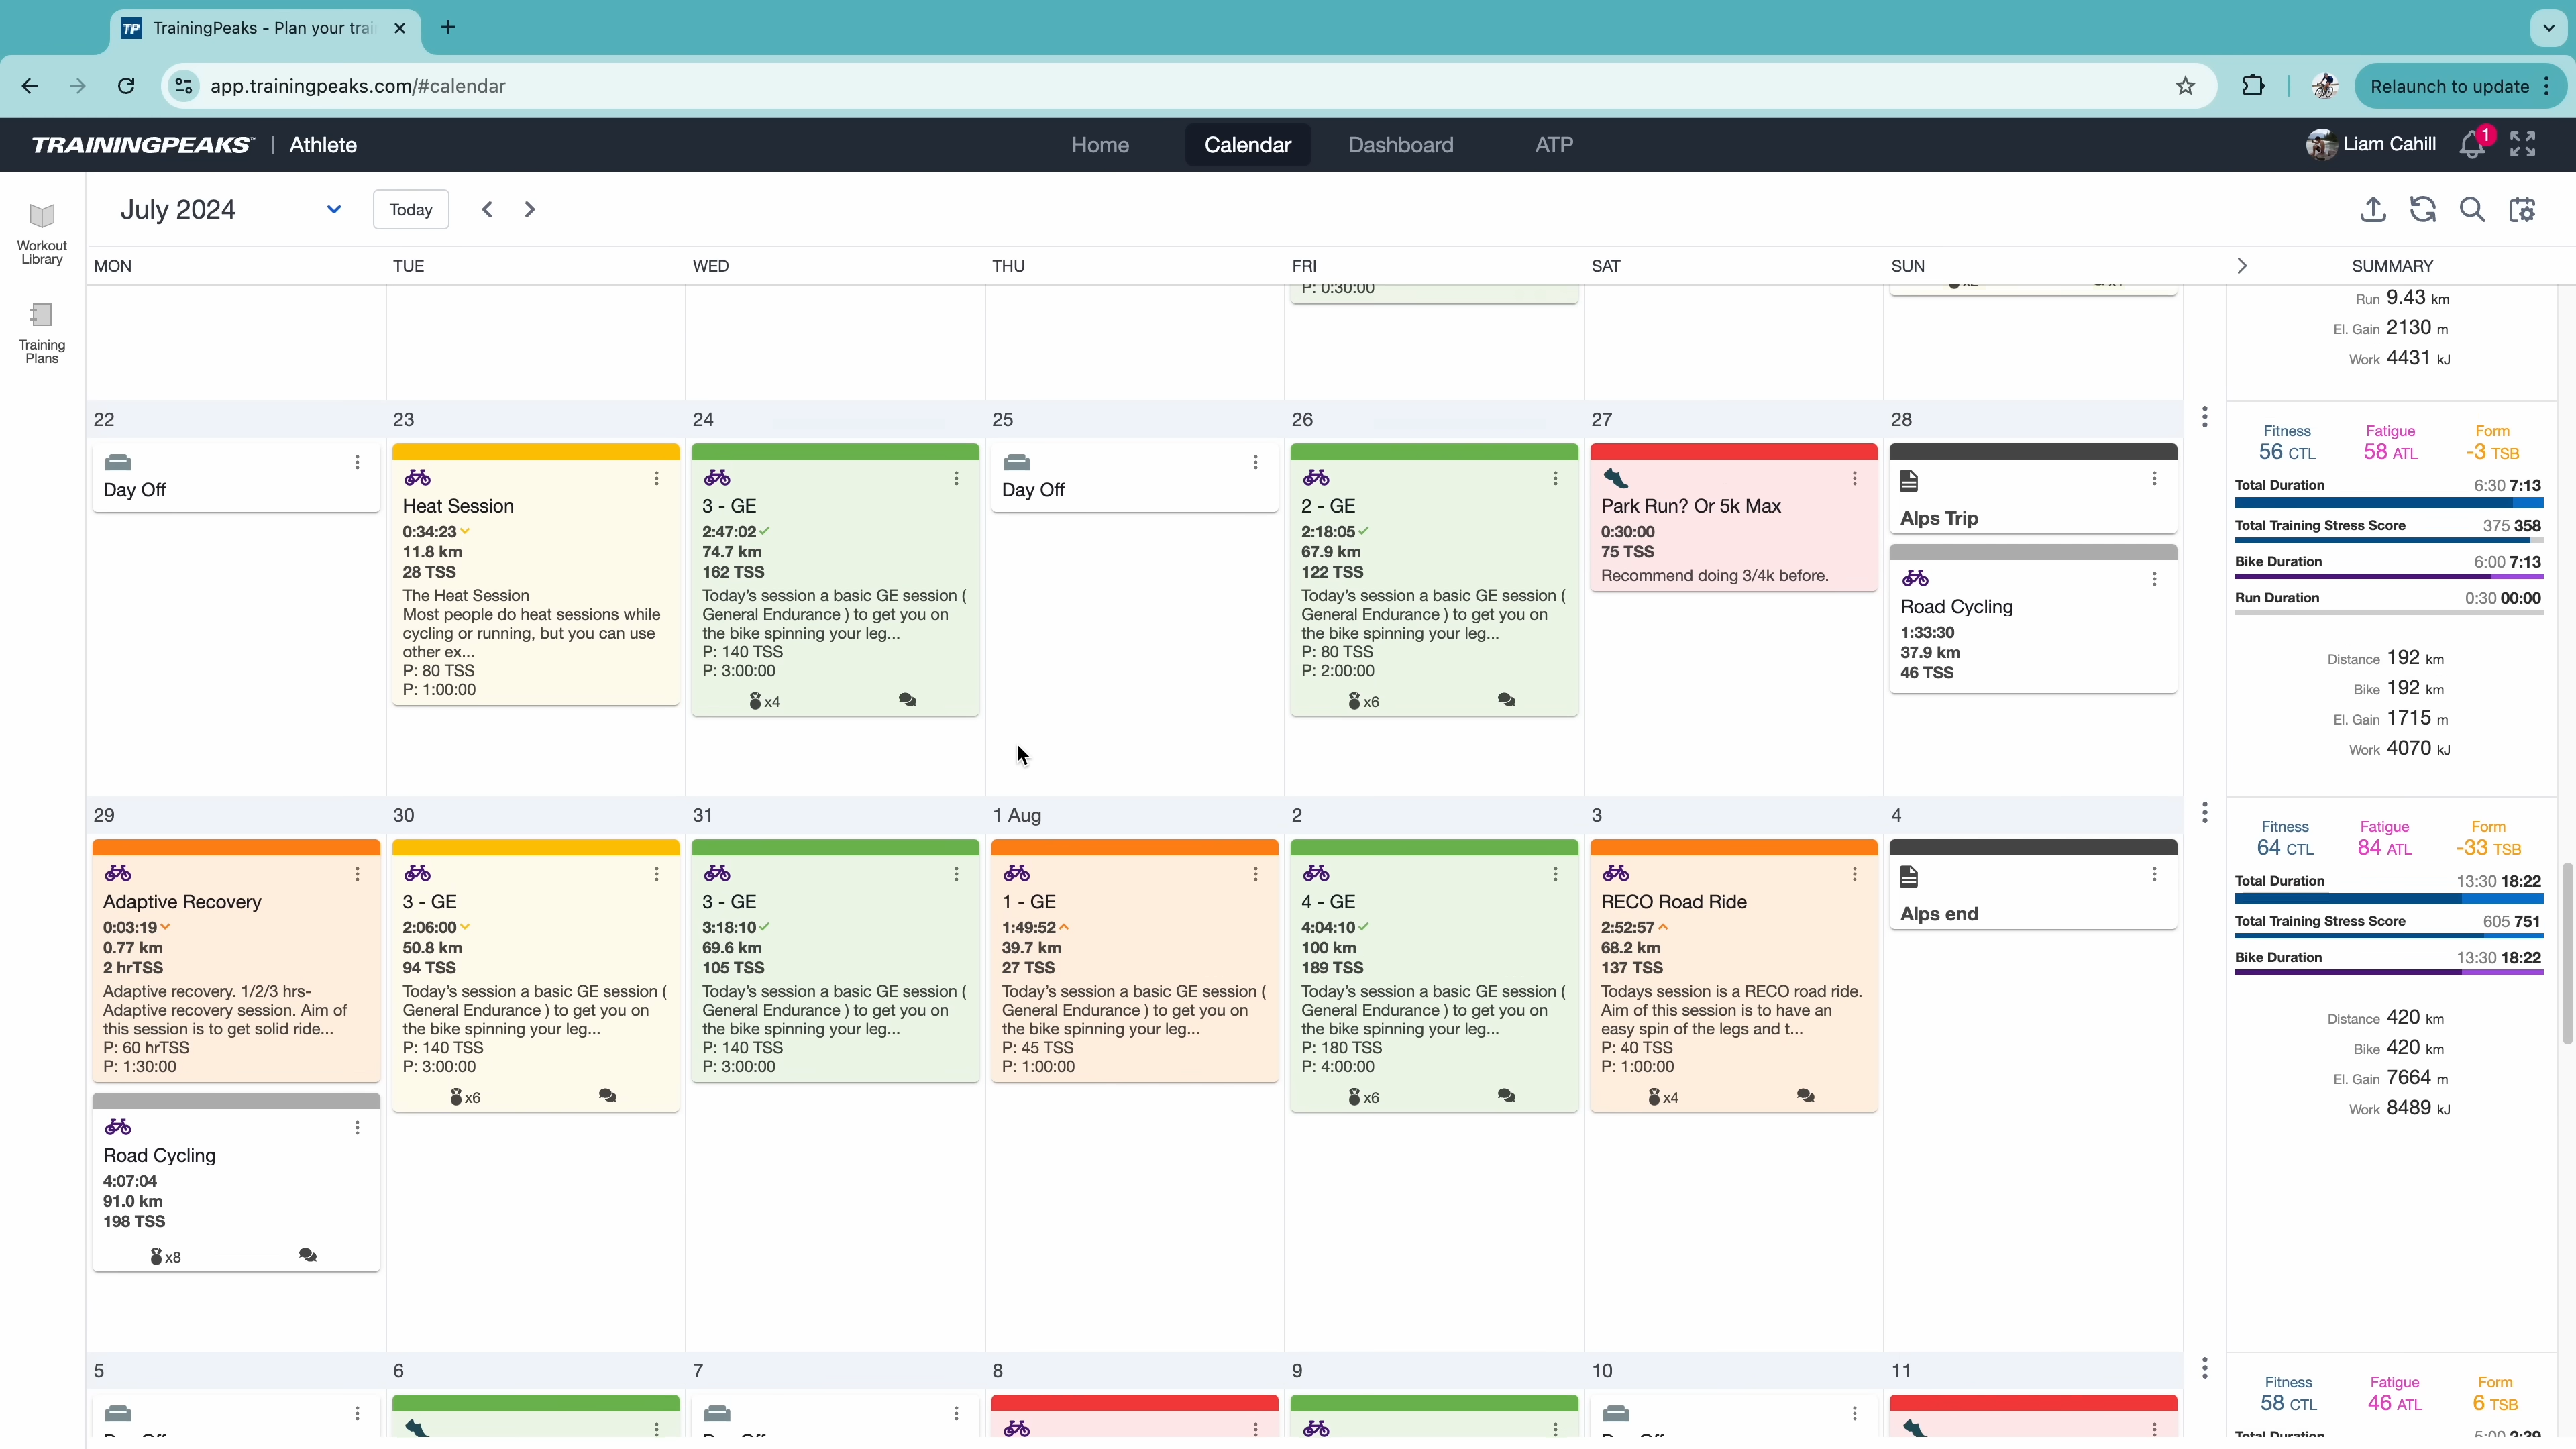 TP TrainingPeaks - Plan your trai
app.trainingpeaks.com/#calendar
Relaunch to update
TRAININGPEAKS™ | Athlete
Home
Calendar
Dashboard
ATP
Liam Cahill
1
Workout
Library
Training
Plans
July 2024
Today
MON
TUE
WED
THU
FRI
SAT
SUN
SUMMARY
P: 0:30:00
Run 9.43 km
El. Gain 2130 m
Work 4431 kJ
22
Day Off
23
Heat Session
0:34:23
11.8 km
28 TSS
The Heat Session
Most people do heat sessions while
cycling or running, but you can use
other ex...
P: 80 TSS
P: 1:00:00
24
3 - GE
2:47:02
74.7 km
162 TSS
Today's session a basic GE session (
General Endurance ) to get you on
the bike spinning your leg...
P: 140 TSS
P: 3:00:00
x4
25
Day Off
26
2 - GE
2:18:05
67.9 km
122 TSS
Today's session a basic GE session (
General Endurance ) to get you on
the bike spinning your leg...
P: 80 TSS
P: 2:00:00
x6
27
Park Run? Or 5k Max
0:30:00
75 TSS
Recommend doing 3/4k before.
28
Alps Trip
Road Cycling
1:33:30
37.9 km
46 TSS
Fitness Fatigue Form
56 CTL 58 ATL -3 TSB
Total Duration 6:30 7:13
Total Training Stress Score 375 358
Bike Duration 6:00 7:13
Run Duration 0:30 00:00
Distance 192 km
Bike 192 km
El. Gain 1715 m
Work 4070 kJ
29
Adaptive Recovery
0:03:19
0.77 km
2 hrTSS
Adaptive recovery. 1/2/3 hrs-
Adaptive recovery session. Aim of
this session is to get solid ride...
P: 60 hrTSS
P: 1:30:00
Road Cycling
4:07:04
91.0 km
198 TSS
x8
30
3 - GE
2:06:00
50.8 km
94 TSS
Today's session a basic GE session (
General Endurance ) to get you on
the bike spinning your leg...
P: 140 TSS
P: 3:00:00
x6
31
3 - GE
3:18:10
69.6 km
105 TSS
Today's session a basic GE session (
General Endurance ) to get you on
the bike spinning your leg...
P: 140 TSS
P: 3:00:00
1 Aug
1 - GE
1:49:52
39.7 km
27 TSS
Today's session a basic GE session (
General Endurance ) to get you on
the bike spinning your leg...
P: 45 TSS
P: 1:00:00
2
4 - GE
4:04:10
100 km
189 TSS
Today's session a basic GE session (
General Endurance ) to get you on
the bike spinning your leg...
P: 180 TSS
P: 4:00:00
x6
3
RECO Road Ride
2:52:57
68.2 km
137 TSS
Todays session is a RECO road ride.
Aim of this session is to have an
easy spin of the legs and t...
P: 40 TSS
P: 1:00:00
x4
4
Alps end
Fitness Fatigue Form
64 CTL 84 ATL -33 TSB
Total Duration 13:30 18:22
Total Training Stress Score 605 751
Bike Duration 13:30 18:22
Distance 420 km
Bike 420 km
El. Gain 7664 m
Work 8489 kJ
5
6
7
8
9
10
11
Fitness Fatigue Form
58 CTL 46 ATL 6 TSB
Total Duration 5:00 2:39